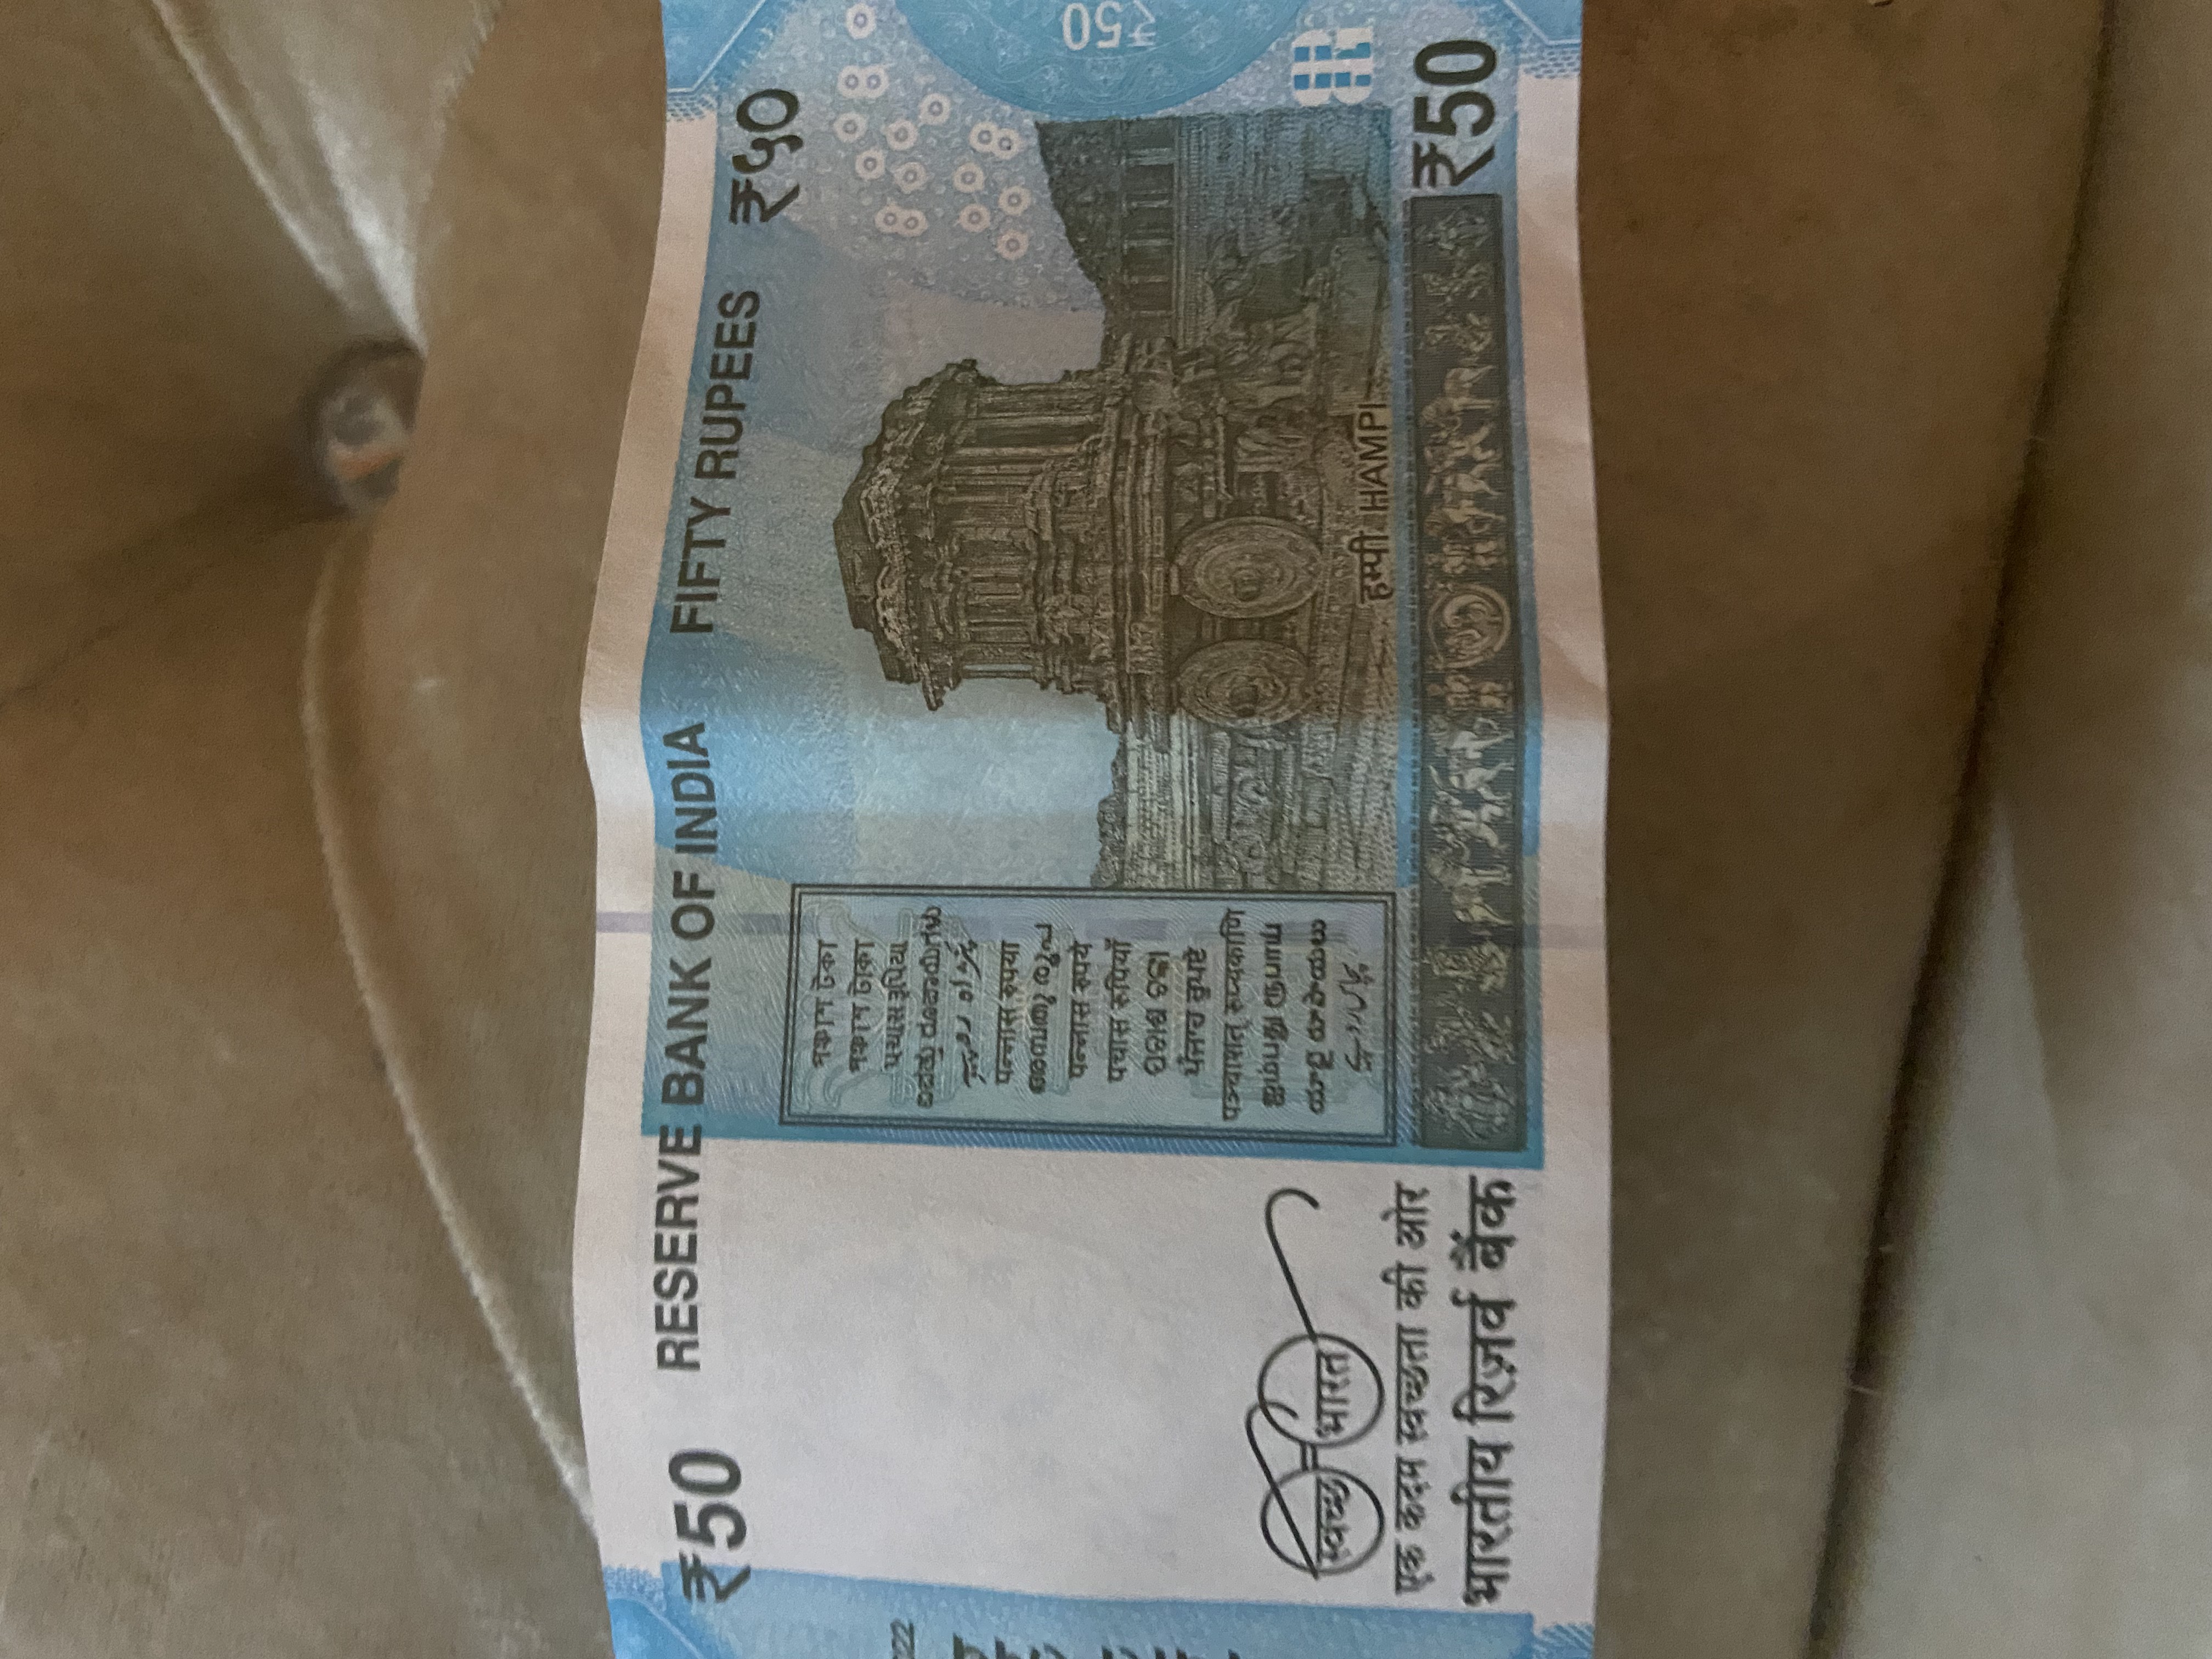 ₹50 RESERVE BANK OF INDIA FIFTY RUPEES ₹५०
পঞ্চাশ টকা
পঞ্চাশ টাকা
પચાસ રૂપિયા
ಐವತ್ತು ರೂಪಾಯಿಗಳು
پَنٛژاہ روپیہِ
पन्नास रुपया
അമ്പതു രൂപ
पन्नास रुपये
पचास रुपियाँ
ପଚାଶ ଟଙ୍କା
ਪੰਜਾਹ ਰੁਪਏ
पञ्चाशत् रूप्यकाणि
ஐம்பது ரூபாய்
యాభై రూపాయలు
پچاس روپے
₹50
हम्पी HAMPI
स्वच्छ भारत
एक कदम स्वच्छता की ओर
भारतीय रिज़र्व बैंक
₹50